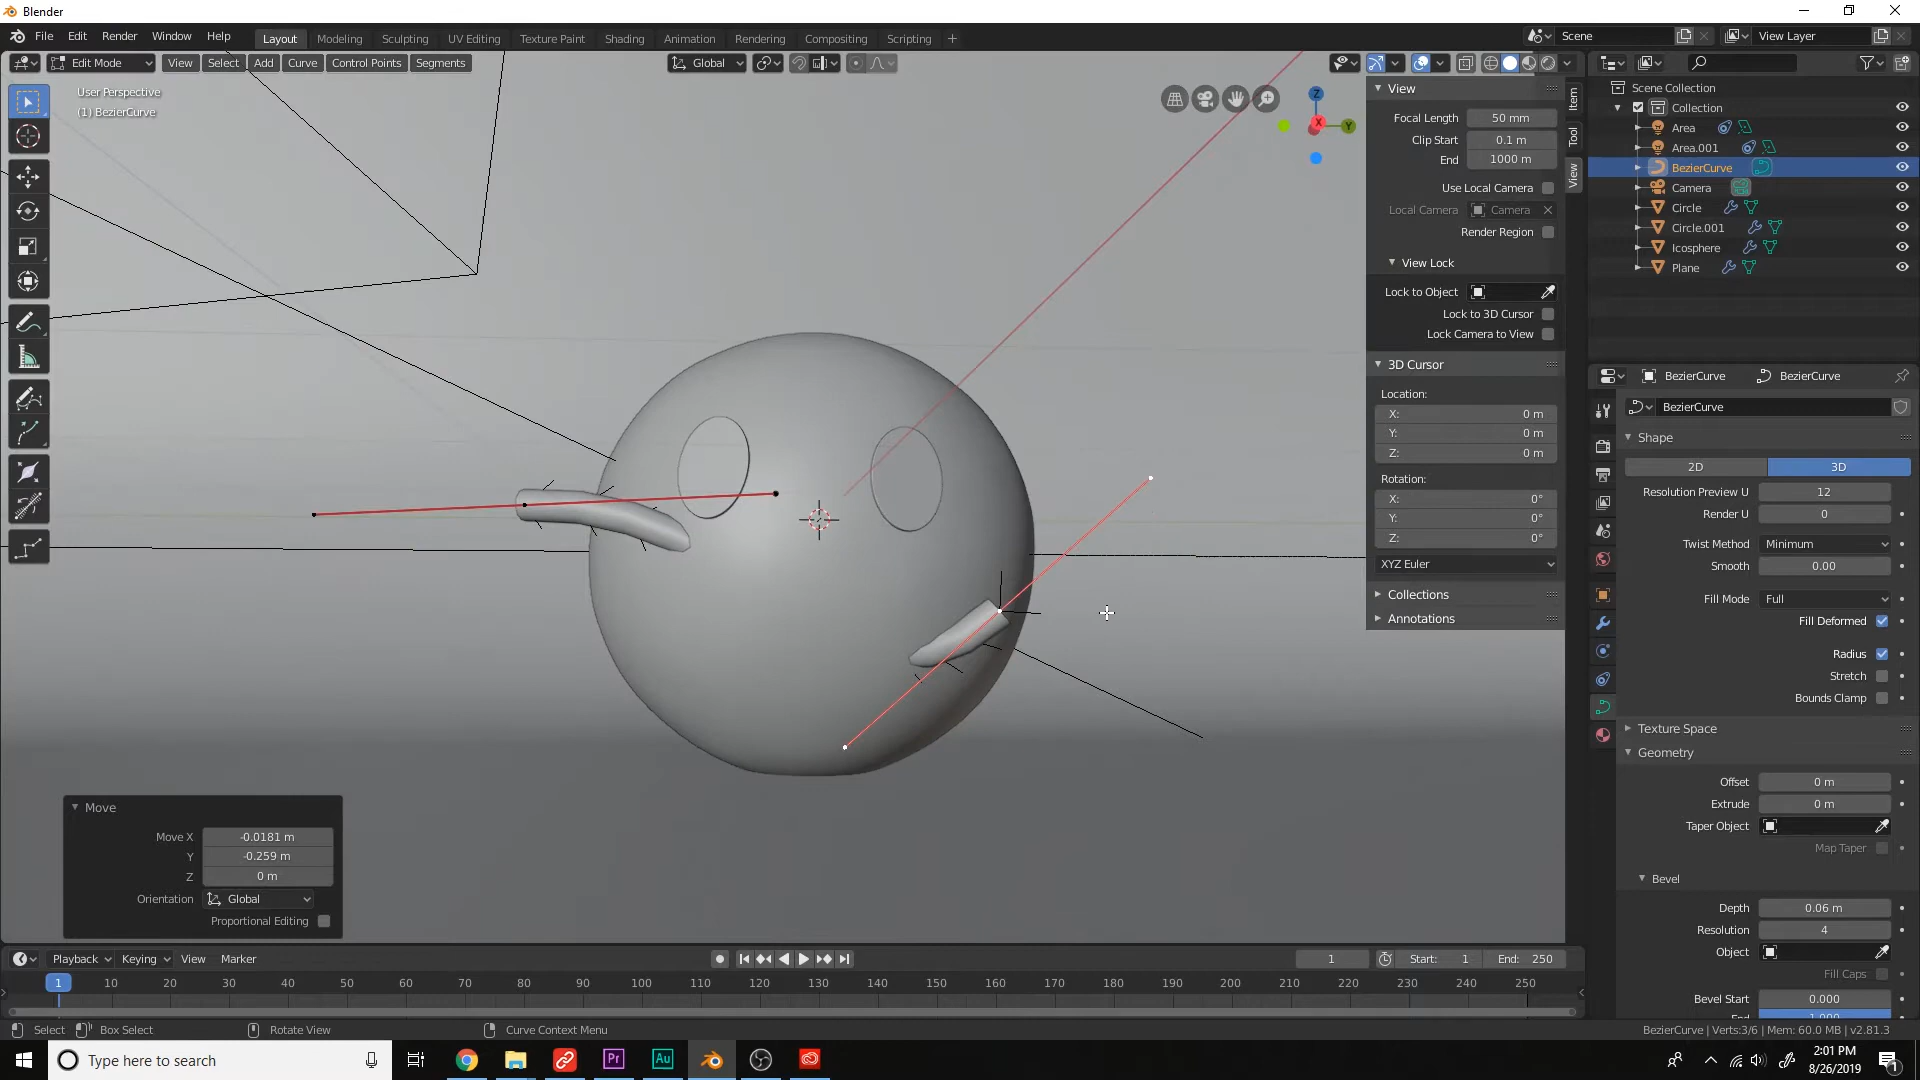 Blender
File Edit Render Window Help
Layout Modeling Sculpting UV Editing Texture Paint Shading Animation Rendering Compositing Scripting +
Scene
View Layer
Edit Mode View Select Add Curve Control Points Segments
Global
User Perspective
(1) BezierCurve
Z
X
Y
View
Focal Length 50 mm
Clip Start 0.1 m
End 1000 m
Use Local Camera
Local Camera Camera
Render Region
View Lock
Lock to Object
Lock to 3D Cursor
Lock Camera to View
3D Cursor
Location:
X: 0 m
Y: 0 m
Z: 0 m
Rotation:
X: 0°
Y: 0°
Z: 0°
XYZ Euler
Collections
Annotations
Item
Tool
View
Scene Collection
Collection
Area
Area.001
BezierCurve
Camera
Circle
Circle.001
Icosphere
Plane
BezierCurve BezierCurve
BezierCurve
Shape
2D 3D
Resolution Preview U 12
Render U 0
Twist Method Minimum
Smooth 0.00
Fill Mode Full
Fill Deformed
Radius
Stretch
Bounds Clamp
Texture Space
Geometry
Offset 0 m
Extrude 0 m
Taper Object
Map Taper
Bevel
Depth 0.06 m
Resolution 4
Object
Fill Caps
Bevel Start 0.000
End 1.000
Move
Move X -0.0181 m
Y -0.259 m
Z 0 m
Orientation Global
Proportional Editing
Playback Keying View Marker
1 Start: 1 End: 250
1 10 20 30 40 50 60 70 80 90 100 110 120 130 140 150 160 170 180 190 200 210 220 230 240 250
Select Box Select Rotate View Curve Context Menu
BezierCurve | Verts:3/6 | Mem: 60.0 MB | v2.81.3
Type here to search
Pr
Au
2:01 PM
8/26/2019
1